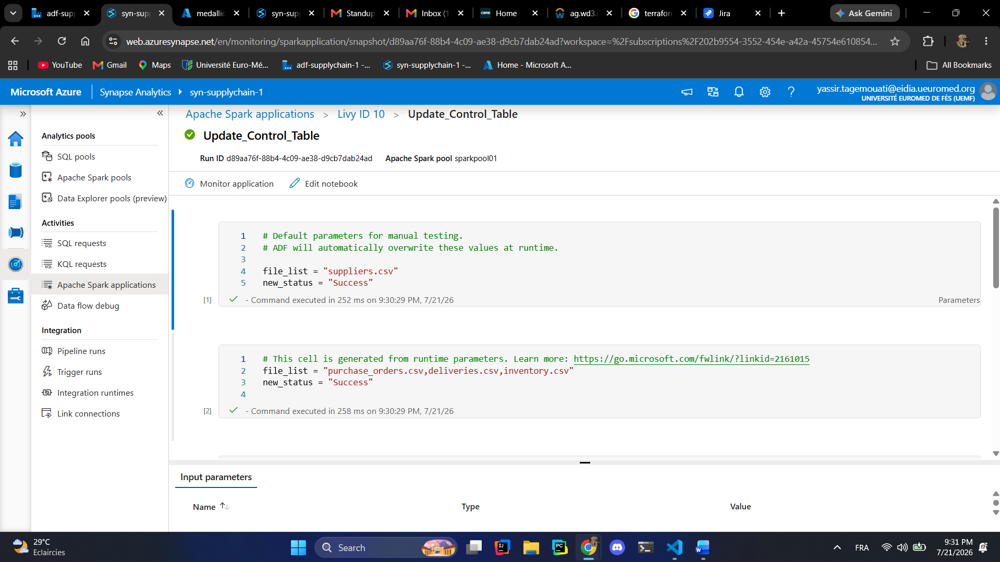 adf-supp
syn-supp
medallio
syn-supp
Standup
Inbox (1
Home
ag.wd3.
terraform
Jira
Ask Gemini
web.azuresynapse.net/en/monitoring/sparkapplication/snapshot/d89aa76f-88b4-4c09-ae38-d9cb7dab24ad?workspace=%2Fsubscriptions%2F202b9554-3552-454e-a42a-45754e610854...
YouTube
Gmail
Maps
Université Euro-Mé...
adf-supplychain-1 -...
syn-supplychain-1 -...
Home - Microsoft A...
All Bookmarks
Microsoft Azure
Synapse Analytics
syn-supplychain-1
yassir.tagemouati@eidia.ueuromed.org
UNIVERSITÉ EUROMED DE FÈS (UEMF)
Analytics pools
SQL pools
Apache Spark pools
Data Explorer pools (preview)
Activities
SQL requests
KQL requests
Apache Spark applications
Data flow debug
Integration
Pipeline runs
Trigger runs
Integration runtimes
Link connections
Apache Spark applications > Livy ID 10 > Update_Control_Table
Update_Control_Table
Run ID d89aa76f-88b4-4c09-ae38-d9cb7dab24ad Apache Spark pool sparkpool01
Monitor application
Edit notebook
1 # Default parameters for manual testing.
2 # ADF will automatically overwrite these values at runtime.
3
4 file_list = "suppliers.csv"
5 new_status = "Success"
[1] - Command executed in 252 ms on 9:30:29 PM, 7/21/26
Parameters
1 # This cell is generated from runtime parameters. Learn more: https://go.microsoft.com/fwlink/?linkid=2161015
2 file_list = "purchase_orders.csv,deliveries.csv,inventory.csv"
3 new_status = "Success"
4
[2] - Command executed in 258 ms on 9:30:29 PM, 7/21/26
Input parameters
Name Type Value
29°C
Eclaircies
Search
FRA
9:31 PM
7/21/2026